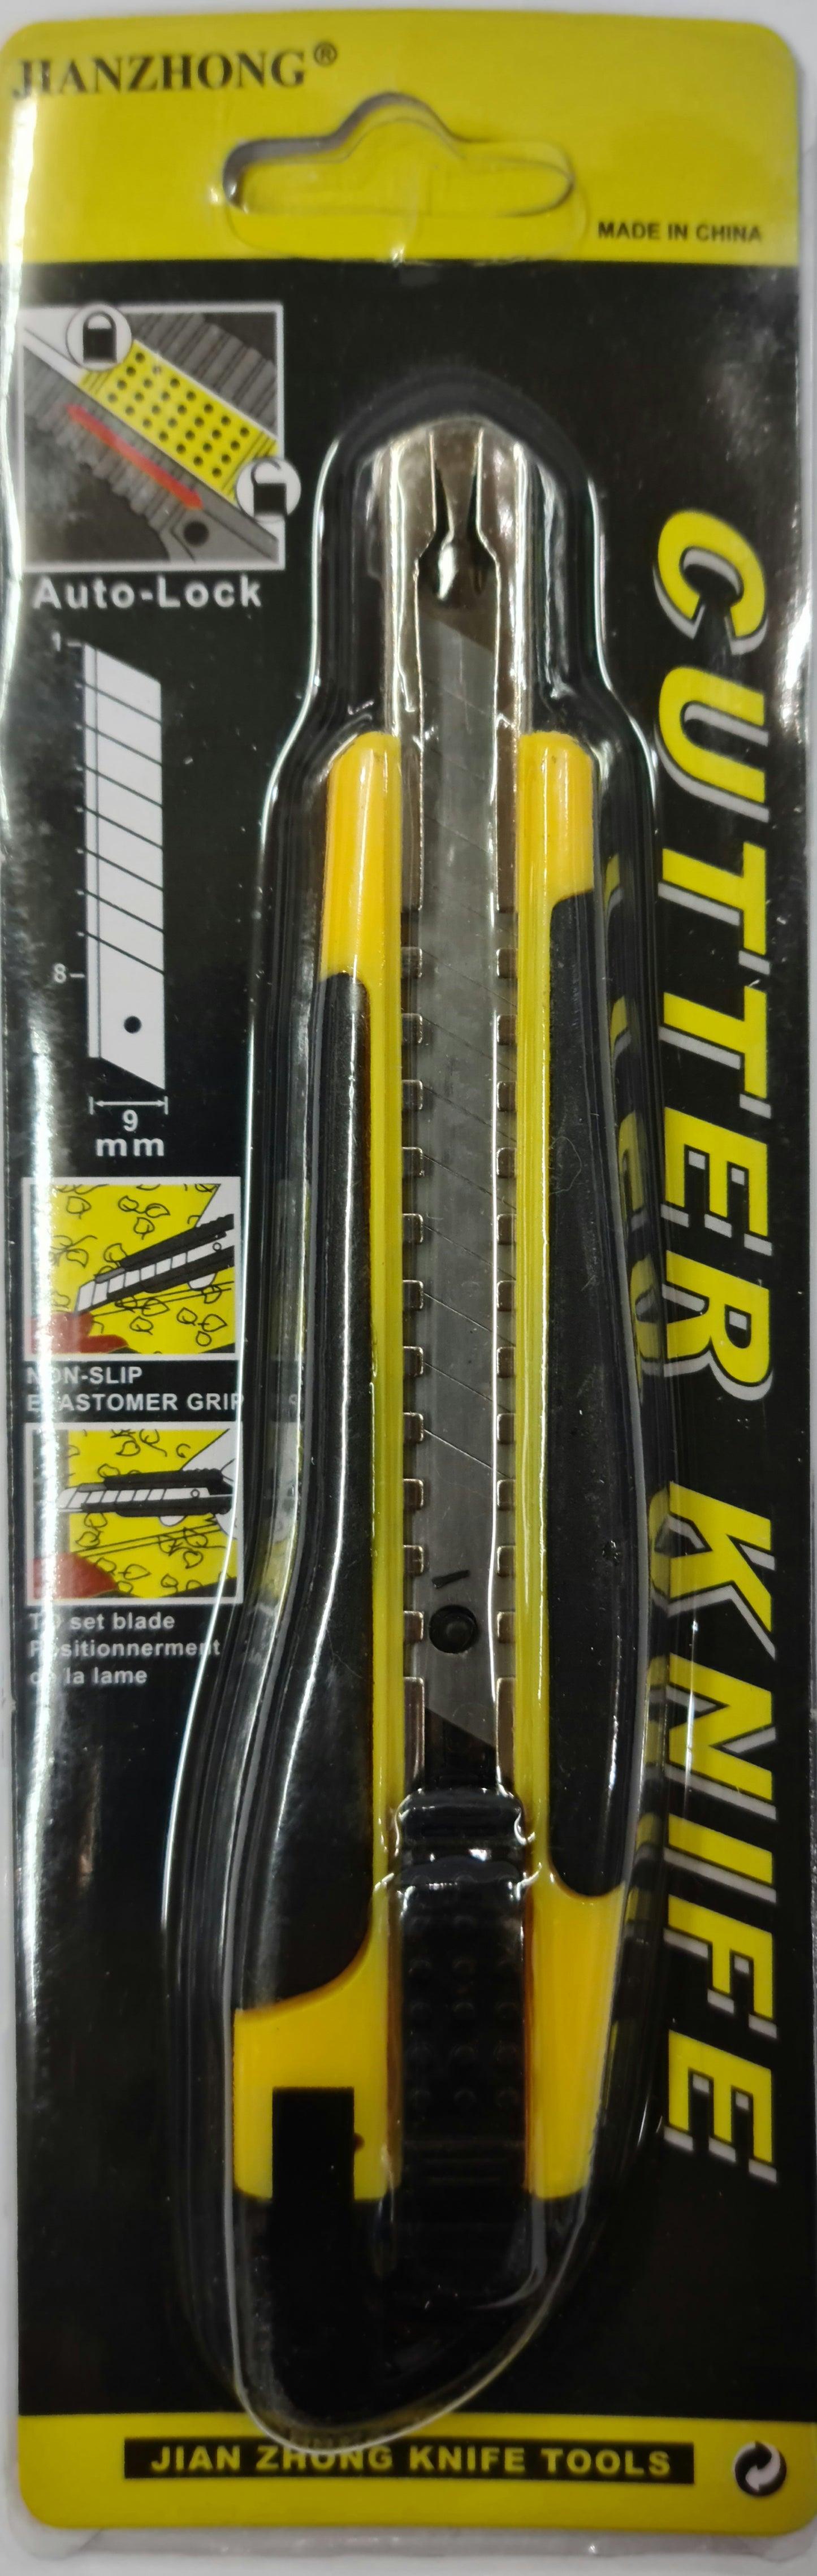 JIANZHONG®
MADE IN CHINA
Auto-Lock
1
8
9
mm
NON-SLIP
ELASTOMER GRIP
To set blade
Positionnerment
de la lame
CUTTER KNIFE
JIAN ZHONG KNIFE TOOLS